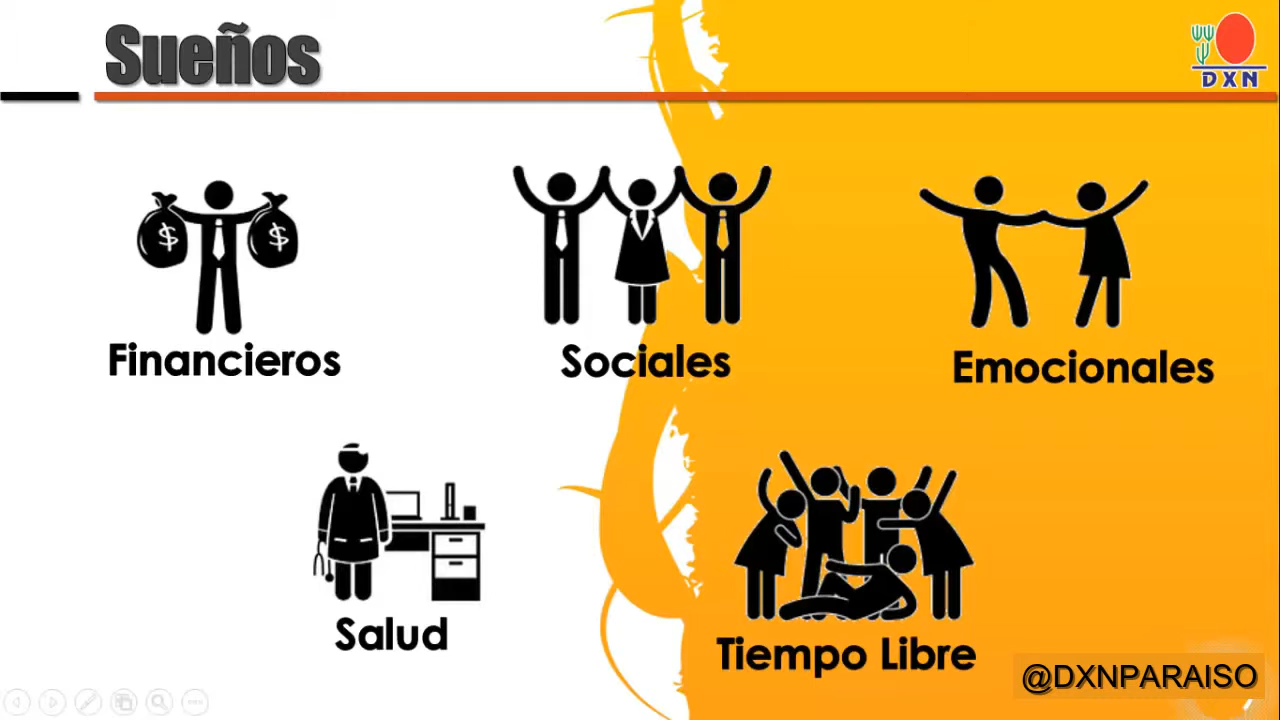 Sueños
DXN
$ $
Financieros
Sociales
Emocionales
Salud
Tiempo Libre
@DXNPARAISO